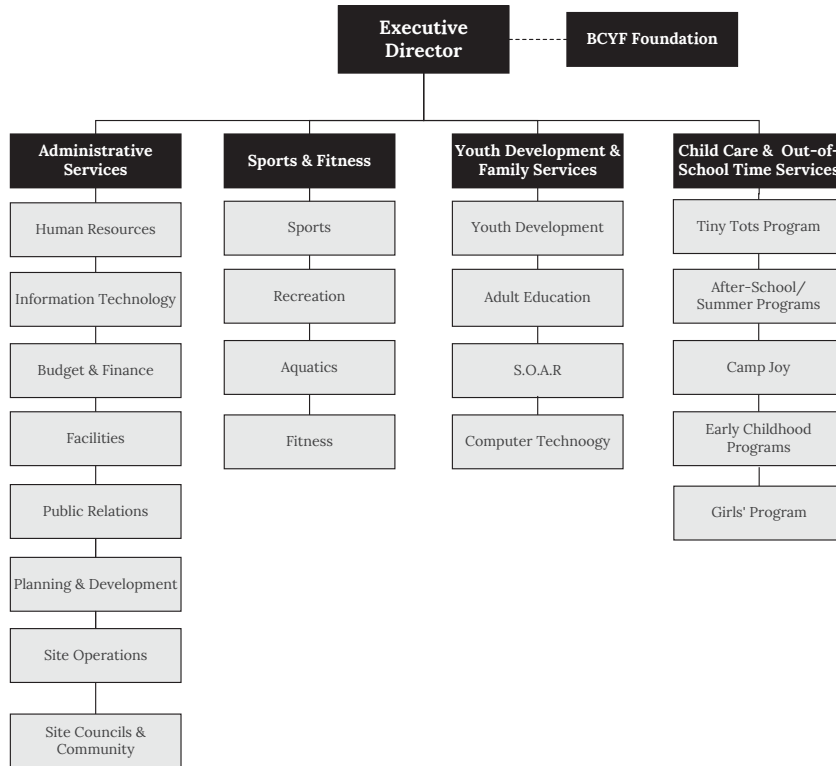 Executive
Director
BCYF Foundation
Administrative
Services
Sports & Fitness
Youth Development &
Family Services
Child Care & Out-of-
School Time Services
Human Resources
Information Technology
Budget & Finance
Facilities
Public Relations
Planning & Development
Site Operations
Site Councils &
Community
Sports
Recreation
Aquatics
Fitness
Youth Development
Adult Education
S.O.A.R
Computer Technoogy
Tiny Tots Program
After-School/
Summer Programs
Camp Joy
Early Childhood
Programs
Girls' Program